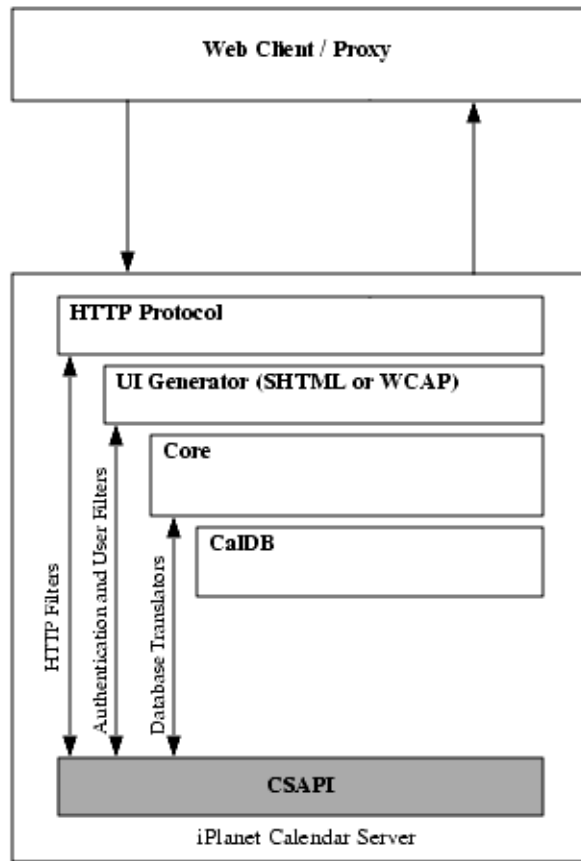 Web Client / Proxy
HTTP Protocol
UI Generator (SHTML or WCAP)
Core
CalDB
HTTP Filters
Authentication and User Filters
Database Translators
CSAPI
iPlanet Calendar Server